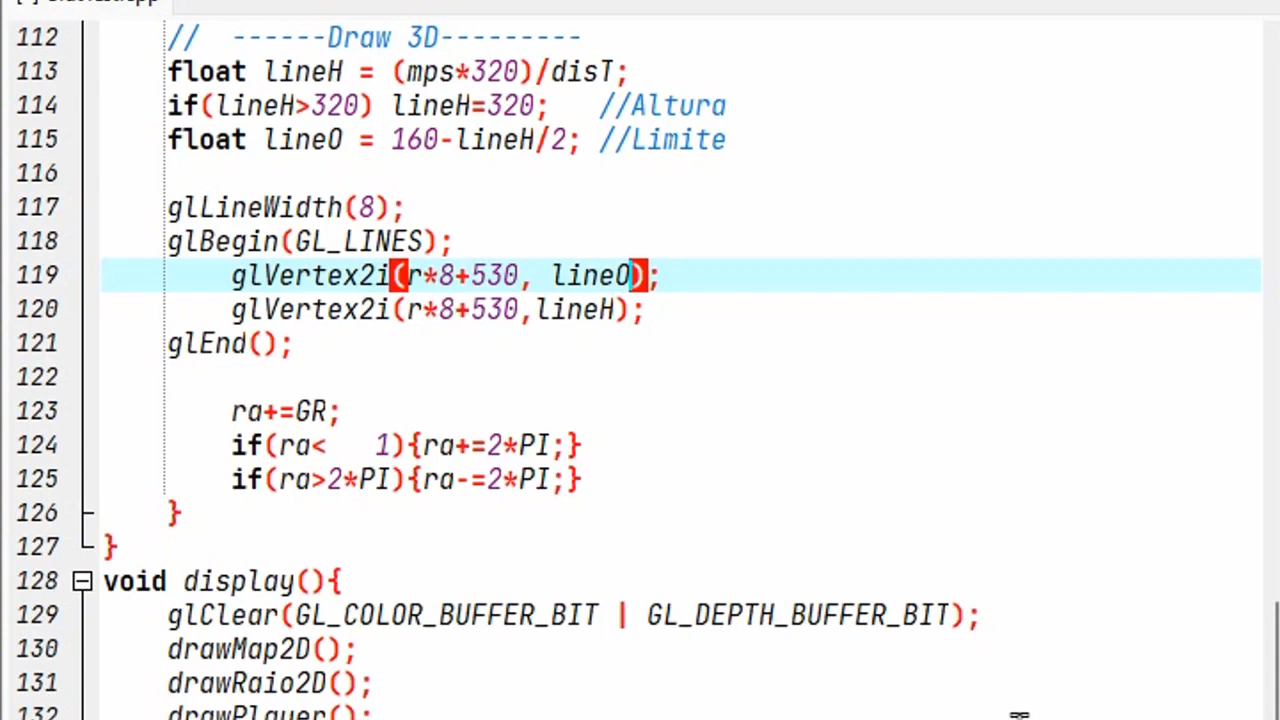 112 // ------Draw 3D---------
113 float lineH = (mps*320)/disT;
114 if(lineH>320) lineH=320; //Altura
115 float lineO = 160-lineH/2; //Limite
116
117 glLineWidth(8);
118 glBegin(GL_LINES);
119 glVertex2i(r*8+530, lineO);
120 glVertex2i(r*8+530,lineH);
121 glEnd();
122
123 ra+=GR;
124 if(ra<   1){ra+=2*PI;}
125 if(ra>2*PI){ra-=2*PI;}
126 }
127 }
128 void display(){
129 glClear(GL_COLOR_BUFFER_BIT | GL_DEPTH_BUFFER_BIT);
130 drawMap2D();
131 drawRaio2D();
132 drawPlayer();